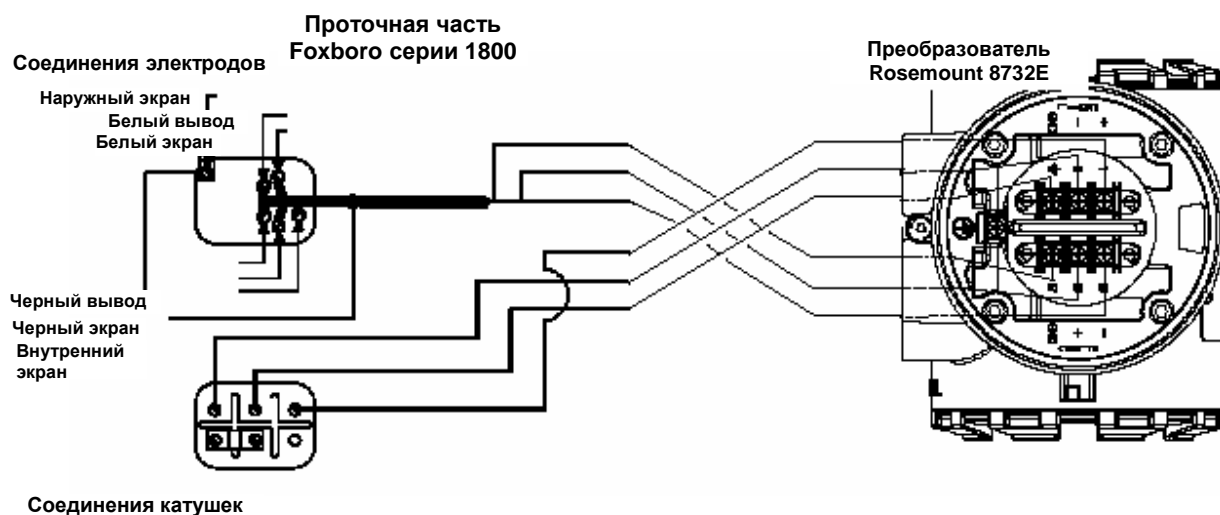 Проточная часть
Foxboro серии 1800
Преобразователь
Rosemount 8732E
Соединения электродов
Наружный экран
Белый вывод
Белый экран
Черный вывод
Черный экран
Внутренний
экран
Соединения катушек